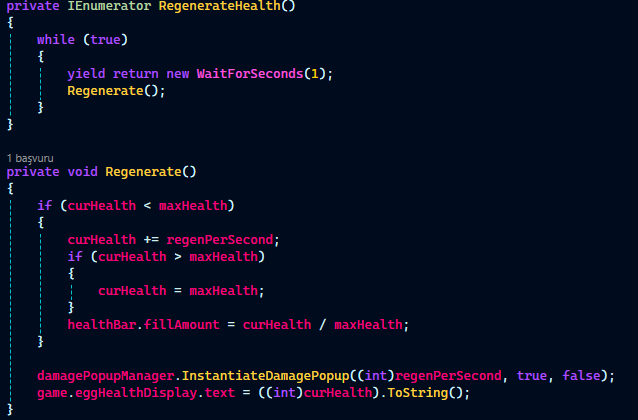 private IEnumerator RegenerateHealth()
{
    while (true)
    {
        yield return new WaitForSeconds(1);
        Regenerate();
    }
}
1 başvuru
private void Regenerate()
{
    if (curHealth < maxHealth)
    {
        curHealth += regenPerSecond;
        if (curHealth > maxHealth)
        {
            curHealth = maxHealth;
        }
        healthBar.fillAmount = curHealth / maxHealth;
    }

    damagePopupManager.InstantiateDamagePopup((int)regenPerSecond, true, false);
    game.eggHealthDisplay.text = ((int)curHealth).ToString();
}